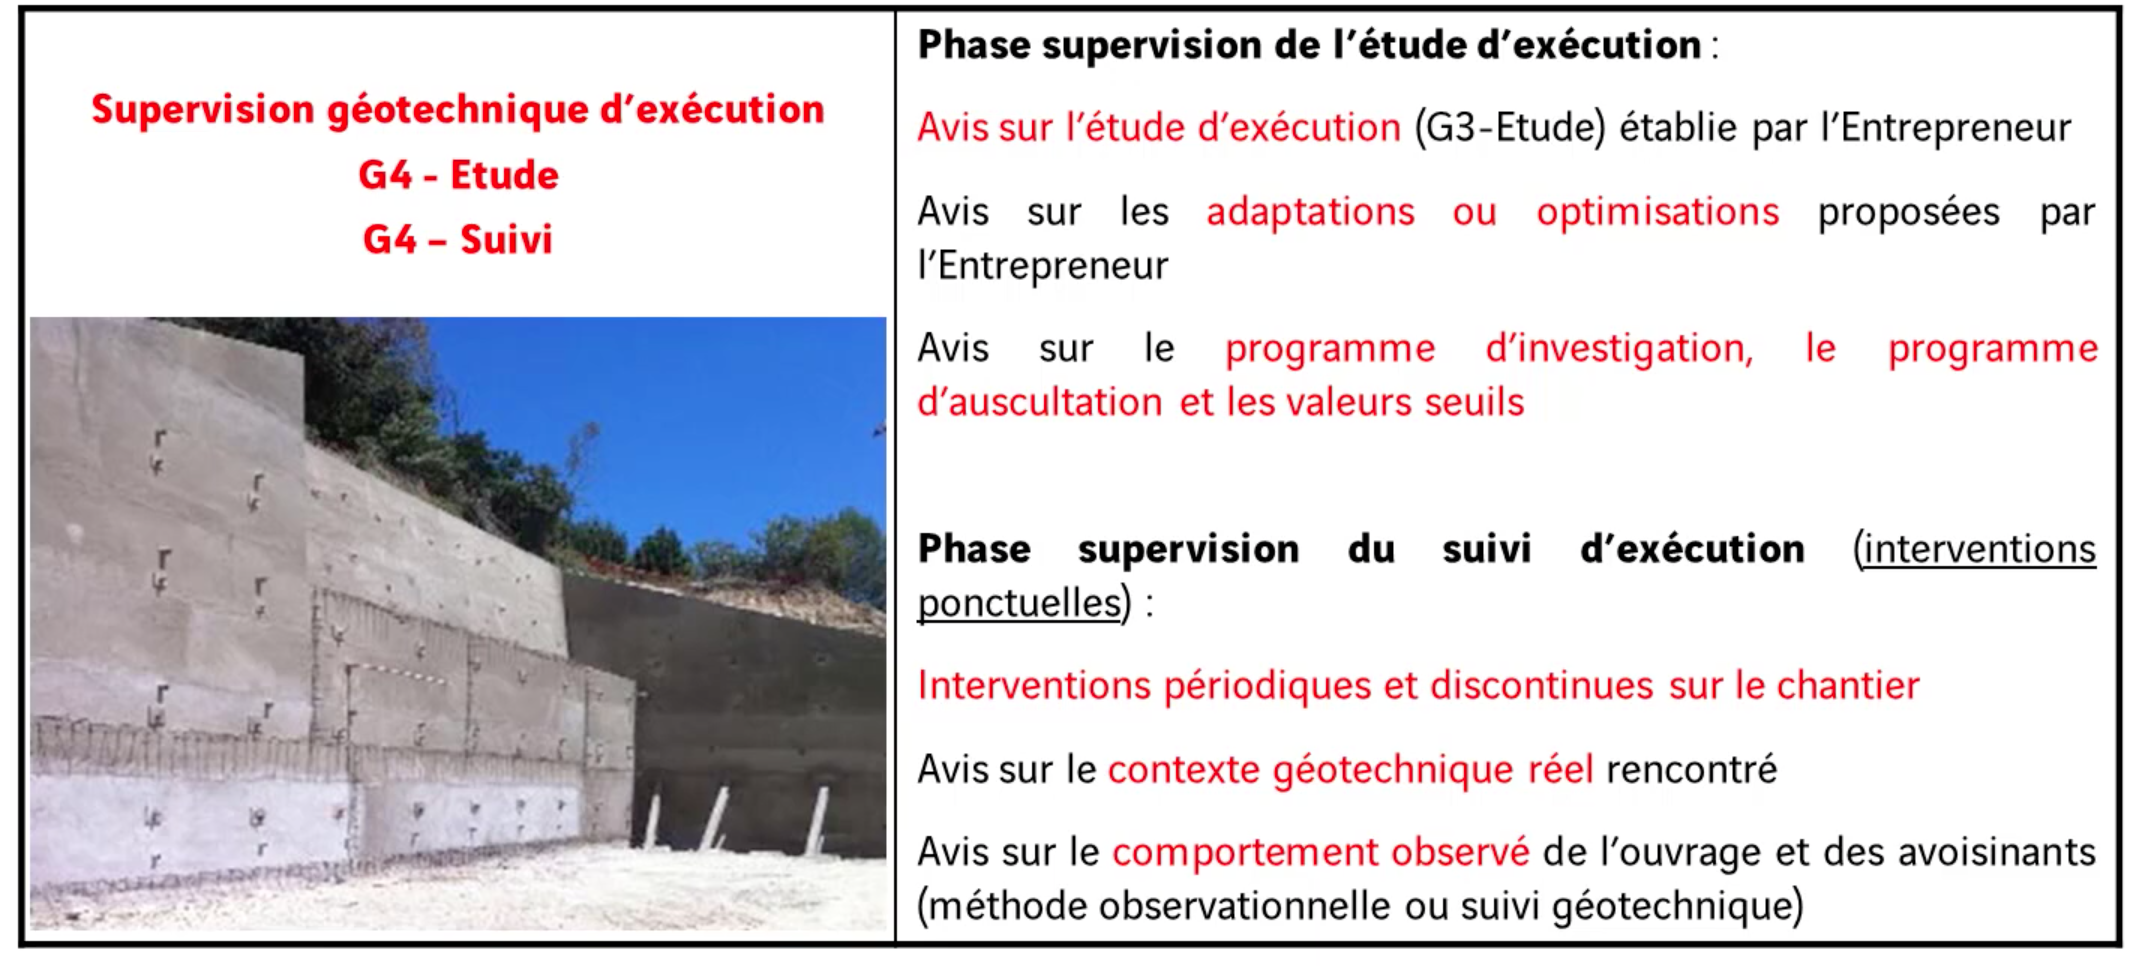 Supervision géotechnique d’exécution
G4 - Etude
G4 – Suivi
Phase supervision de l’étude d’exécution :
Avis sur l’étude d’exécution (G3-Etude) établie par l’Entrepreneur
Avis sur les adaptations ou optimisations proposées par
l’Entrepreneur
Avis sur le programme d’investigation, le programme
d’auscultation et les valeurs seuils
Phase supervision du suivi d’exécution (interventions
ponctuelles) :
Interventions périodiques et discontinues sur le chantier
Avis sur le contexte géotechnique réel rencontré
Avis sur le comportement observé de l’ouvrage et des avoisinants
(méthode observationnelle ou suivi géotechnique)